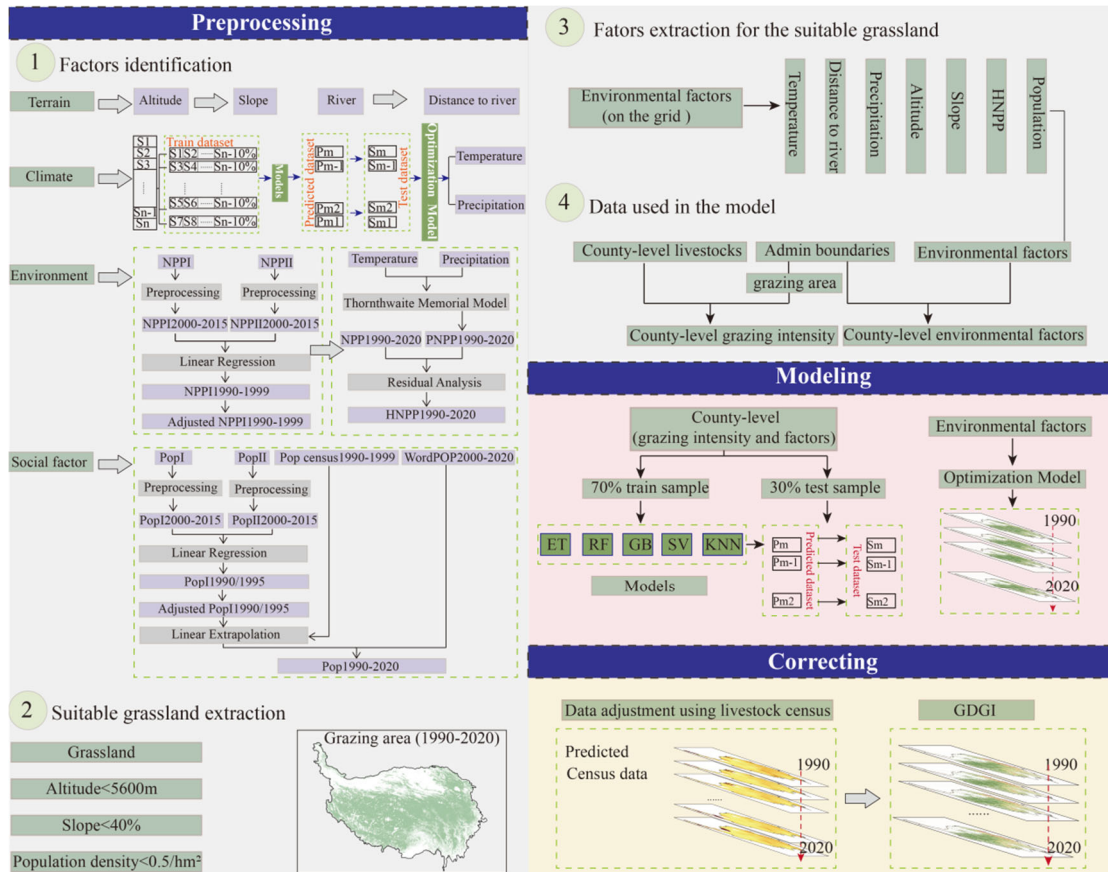 Preprocessing
1 Factors identification
Terrain
Altitude
Slope
River
Distance to river
Climate
S1
S2
S3
......
Sn-1
Sn
Train dataset
S1 S2 ...... Sn-10%
S3 S4 ...... Sn-10%
......
S5 S6 ...... Sn-10%
S7 S8 ...... Sn-10%
Models
Predicted dataset
Pm
Pm-
Pm2
Pm1
Sm
Sm-
Sm2
Sm1
Test dataset
Optimization Model
Temperature
Precipitation
Environment
NPPI
NPPII
Preprocessing
Preprocessing
NPPI2000-2015
NPPII2000-2015
Linear Regression
NPPI1990-1999
Adjusted NPPI1990-1999
Temperature
Precipitation
Thornthwaite Memorial Model
NPP1990-2020
PNPP1990-2020
Residual Analysis
HNPP1990-2020
Social factor
PopI
PopII
Pop census1990-1999
WordPOP2000-2020
Preprocessing
Preprocessing
PopI2000-2015
PopII2000-2015
Linear Regression
PopI1990/1995
Adjusted PopI1990/1995
Linear Extrapolation
Pop1990-2020
2 Suitable grassland extraction
Grassland
Altitude<5600m
Slope<40%
Population density<0.5/hm²
Grazing area (1990-2020)
3 Fators extraction for the suitable grassland
Environmental factors
(on the grid )
Temperature
Distance to river
Precipitation
Altitude
Slope
HNPP
Population
4 Data used in the model
County-level livestocks
Admin boundaries
Environmental factors
grazing area
County-level grazing intensity
County-level environmental factors
Modeling
County-level
(grazing intensity and factors)
70% train sample
30% test sample
ET
RF
GB
SV
KNN
Models
Pm
Pm-1
Pm2
Predicted dataset
Test dataset
Sm
Sm-1
Sm2
Environmental factors
Optimization Model
1990
2020
Correcting
Data adjustment using livestock census
GDGI
Predicted
Census data
1990
......
2020
1990
......
2020